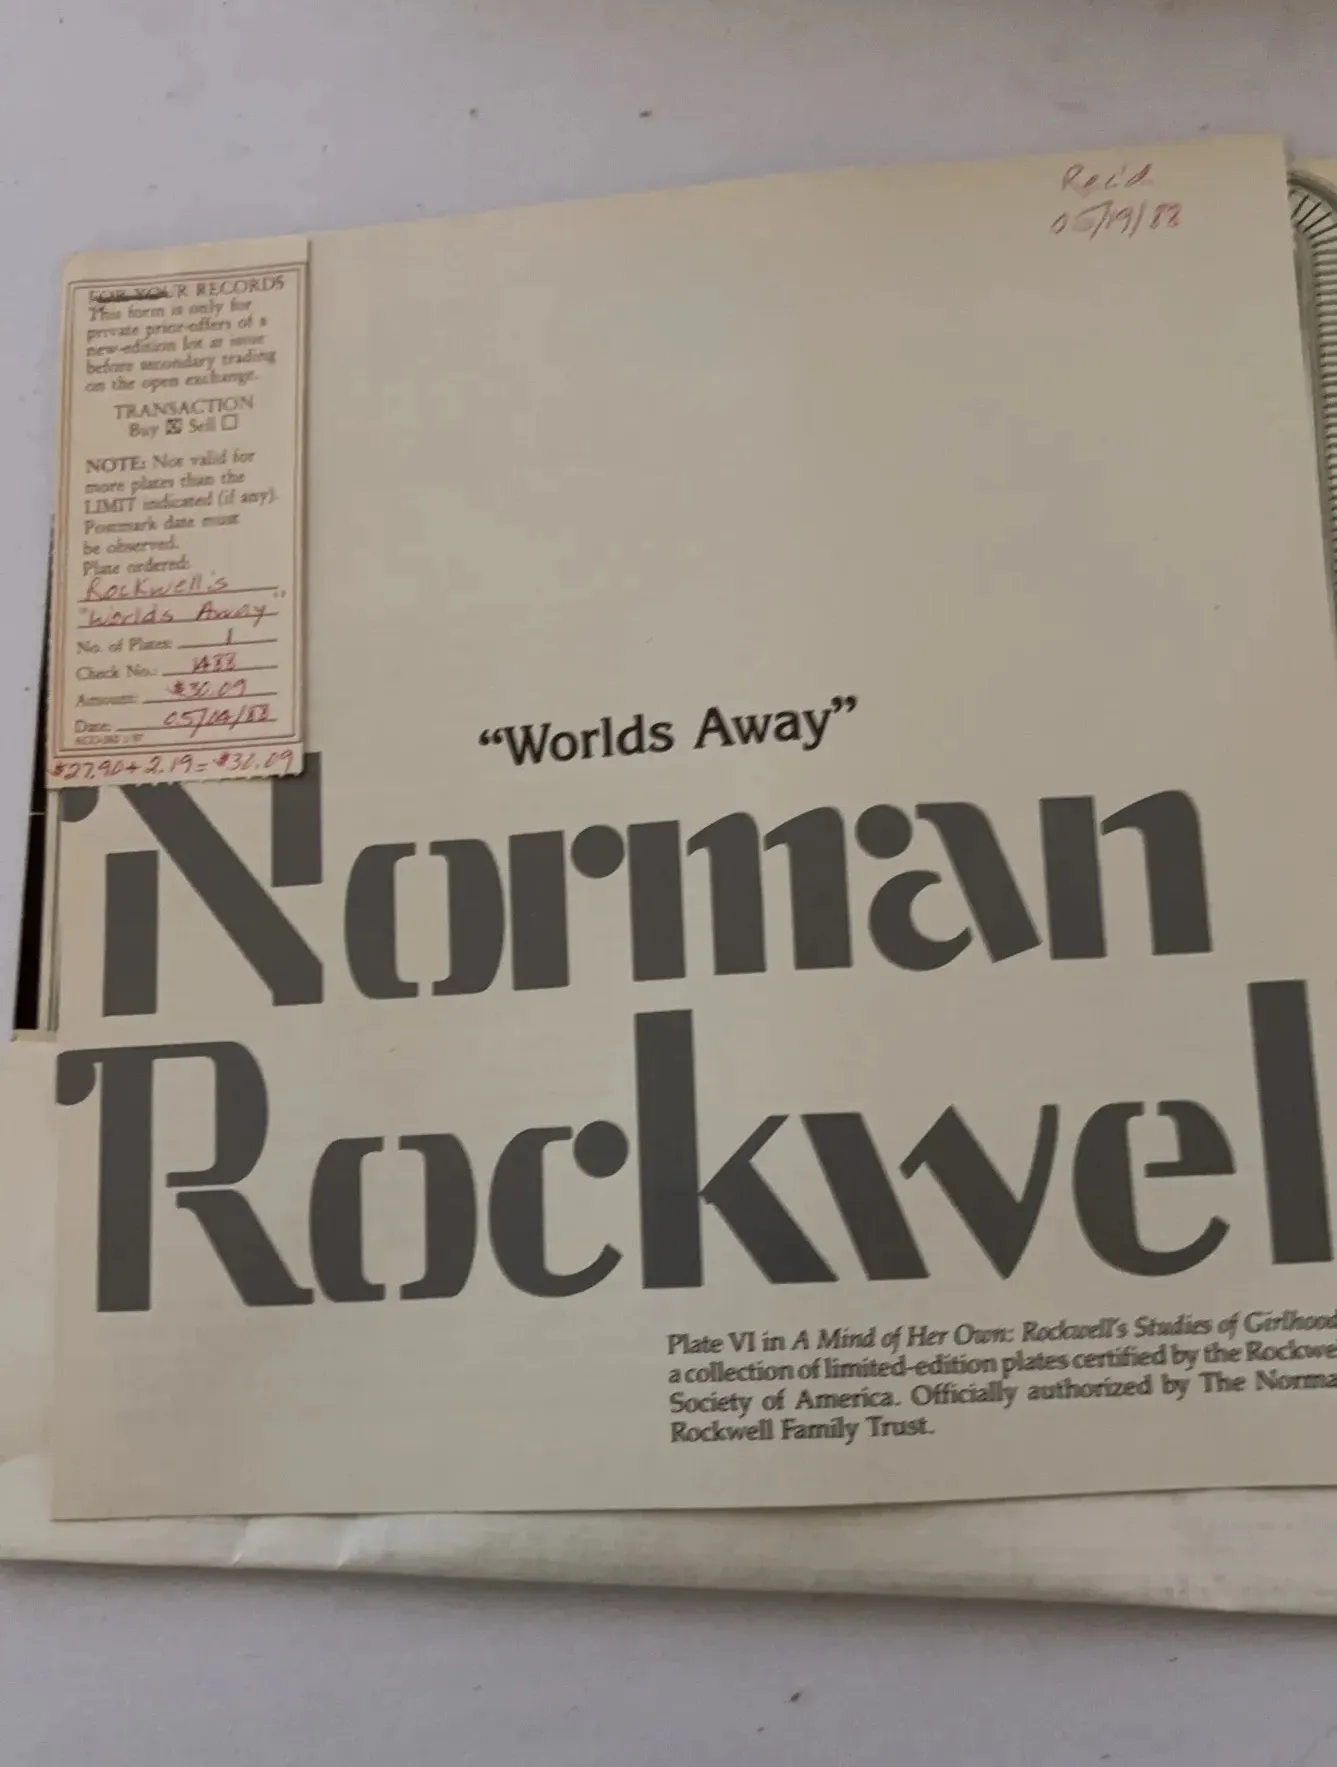 Rec'd
05/19/88
FOR YOUR RECORDS
This form is only for
private prior-offers of a
new-edition lot at issue
before secondary trading
on the open exchange.
TRANSACTION
Buy ☒ Sell ☐
NOTE: Not valid for
more plates than the
LIMIT indicated (if any).
Postmark date must
be observed.
Plate ordered:
Rockwell's
"Worlds Away"
No. of Plates: 1
Check No.: 1488
Amount: $30.09
Date: 05/04/88
$27.90 + 2.19 = $30.09
“Worlds Away”
Norman
Rockwel
Plate VI in A Mind of Her Own: Rockwell's Studies of Girlhood
a collection of limited-edition plates certified by the Rockwe
Society of America. Officially authorized by The Norma
Rockwell Family Trust.